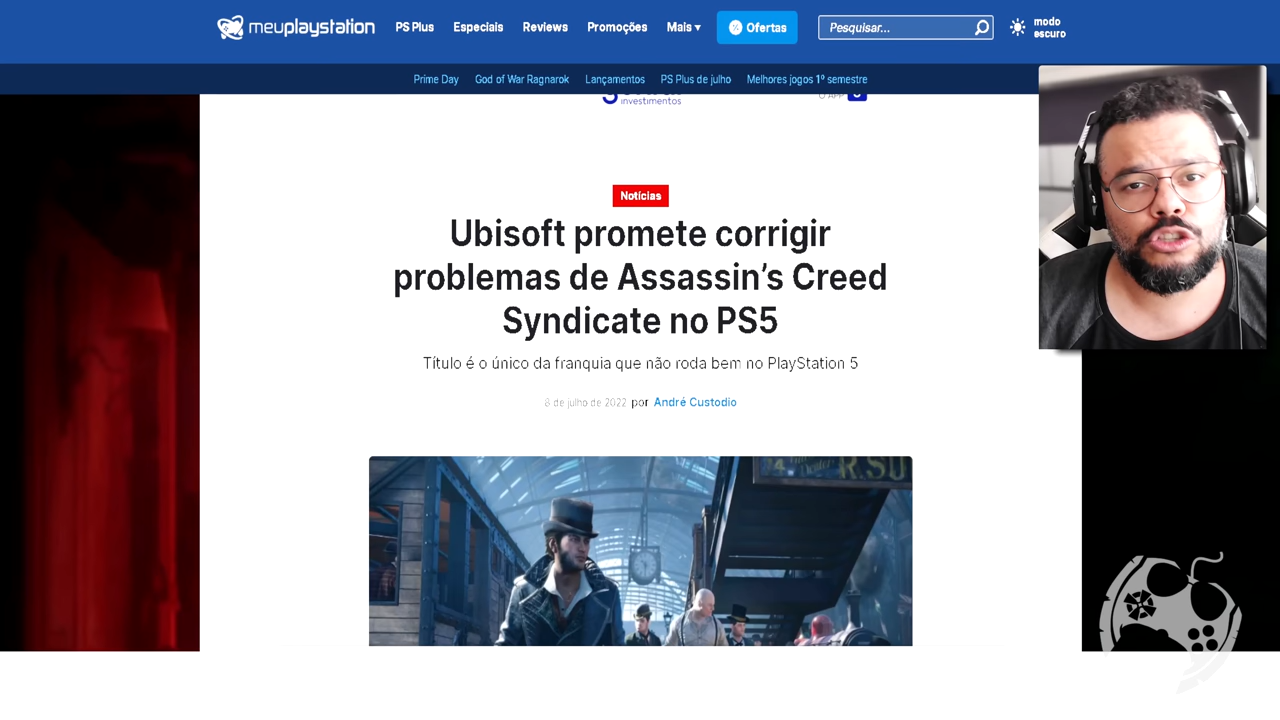 meuplaystation PS Plus Especiais Reviews Promoções Mais ▾ Ofertas Pesquisar... modo
escuro
Prime Day God of War Ragnarok Lançamentos PS Plus de julho Melhores jogos 1º semestre
investimentos O APP
Notícias
Ubisoft promete corrigir
problemas de Assassin's Creed
Syndicate no PS5
Título é o único da franquia que não roda bem no PlayStation 5
8 de julho de 2022 por André Custodio